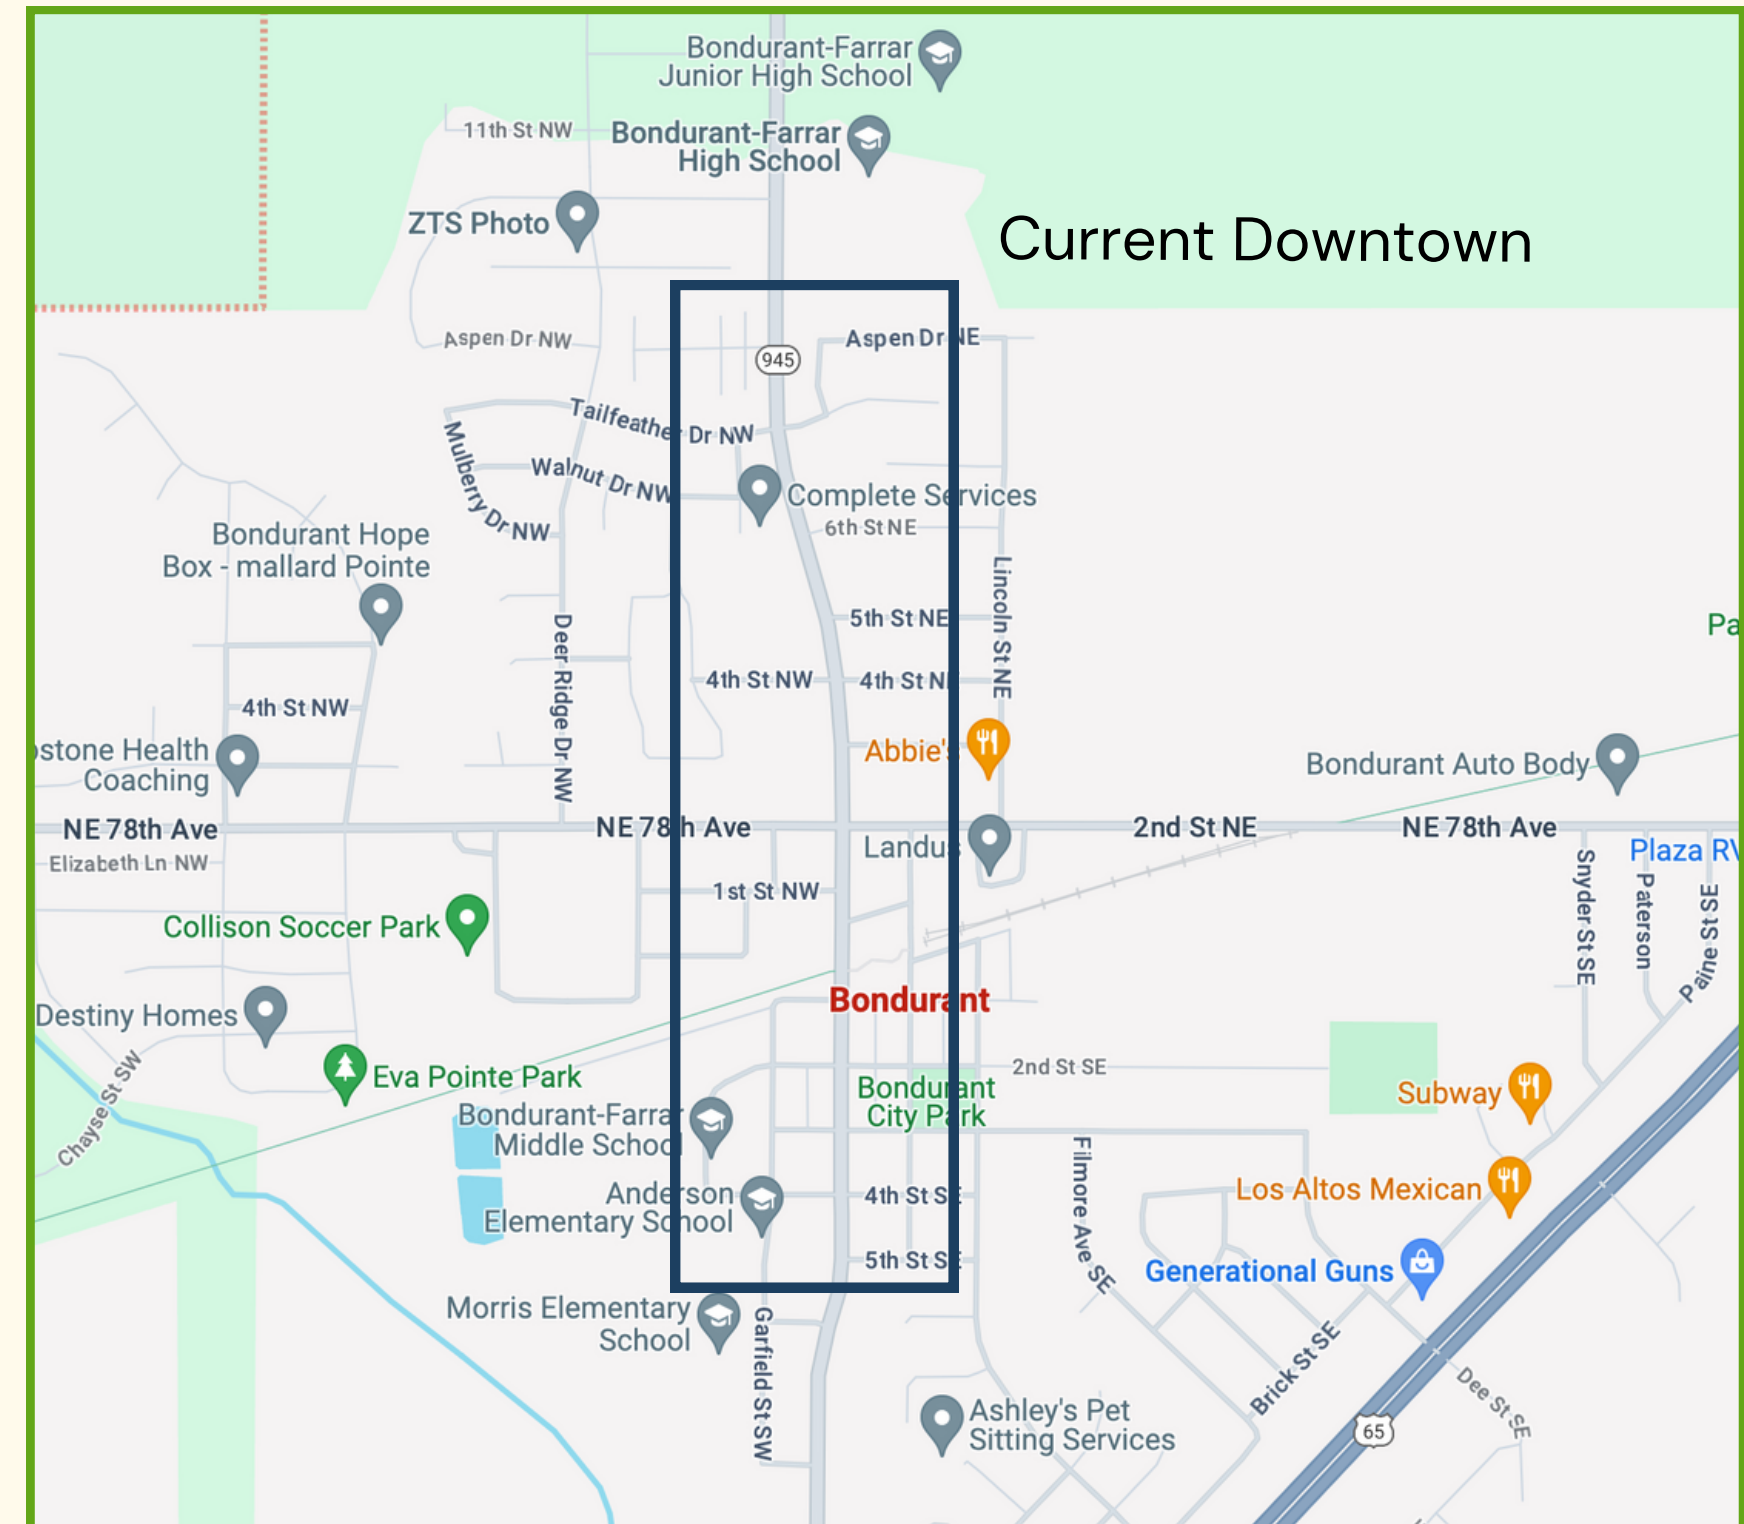 Bondurant-Farrar
Junior High School
11th St NW
Bondurant-Farrar
High School
ZTS Photo
Current Downtown
Aspen Dr NW
945
Aspen Dr NE
Tailfeather Dr NW
Mulberry Dr NW
Walnut Dr NW
Complete Services
6th St NE
Bondurant Hope
Box - mallard Pointe
Lincoln St NE
5th St NE
Deer Ridge Dr NW
Pa
4th St NW
4th St NE
4th St NW
Abbie's
ostone Health
Coaching
Bondurant Auto Body
NE 78th Ave
NE 78th Ave
2nd St NE
NE 78th Ave
Elizabeth Ln NW
Landus
Plaza RV
Snyder St SE
Paterson
Paine St SE
1st St NW
Collison Soccer Park
Destiny Homes
Bondurant
Chayse St SW
Eva Pointe Park
2nd St SE
Bondurant
City Park
Subway
Bondurant-Farrar
Middle School
Filmore Ave SE
Anderson
Elementary School
4th St SE
Los Altos Mexican
5th St SE
Generational Guns
Morris Elementary
School
Garfield St SW
Brick St SE
Dee St SE
Ashley's Pet
Sitting Services
65